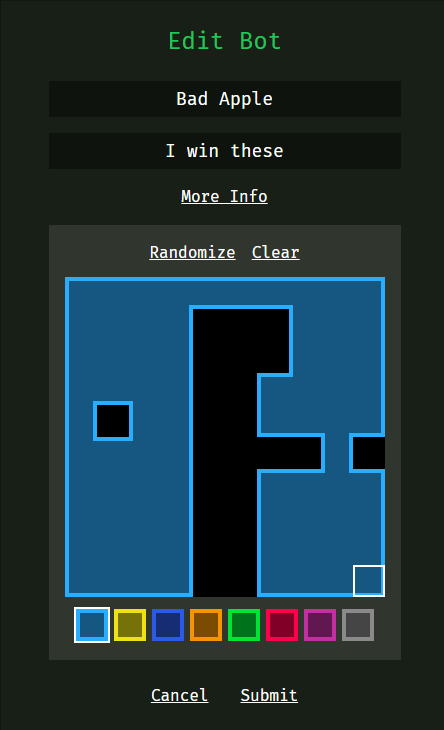 Edit Bot
Bad Apple
I win these
More Info
Randomize Clear
Cancel Submit